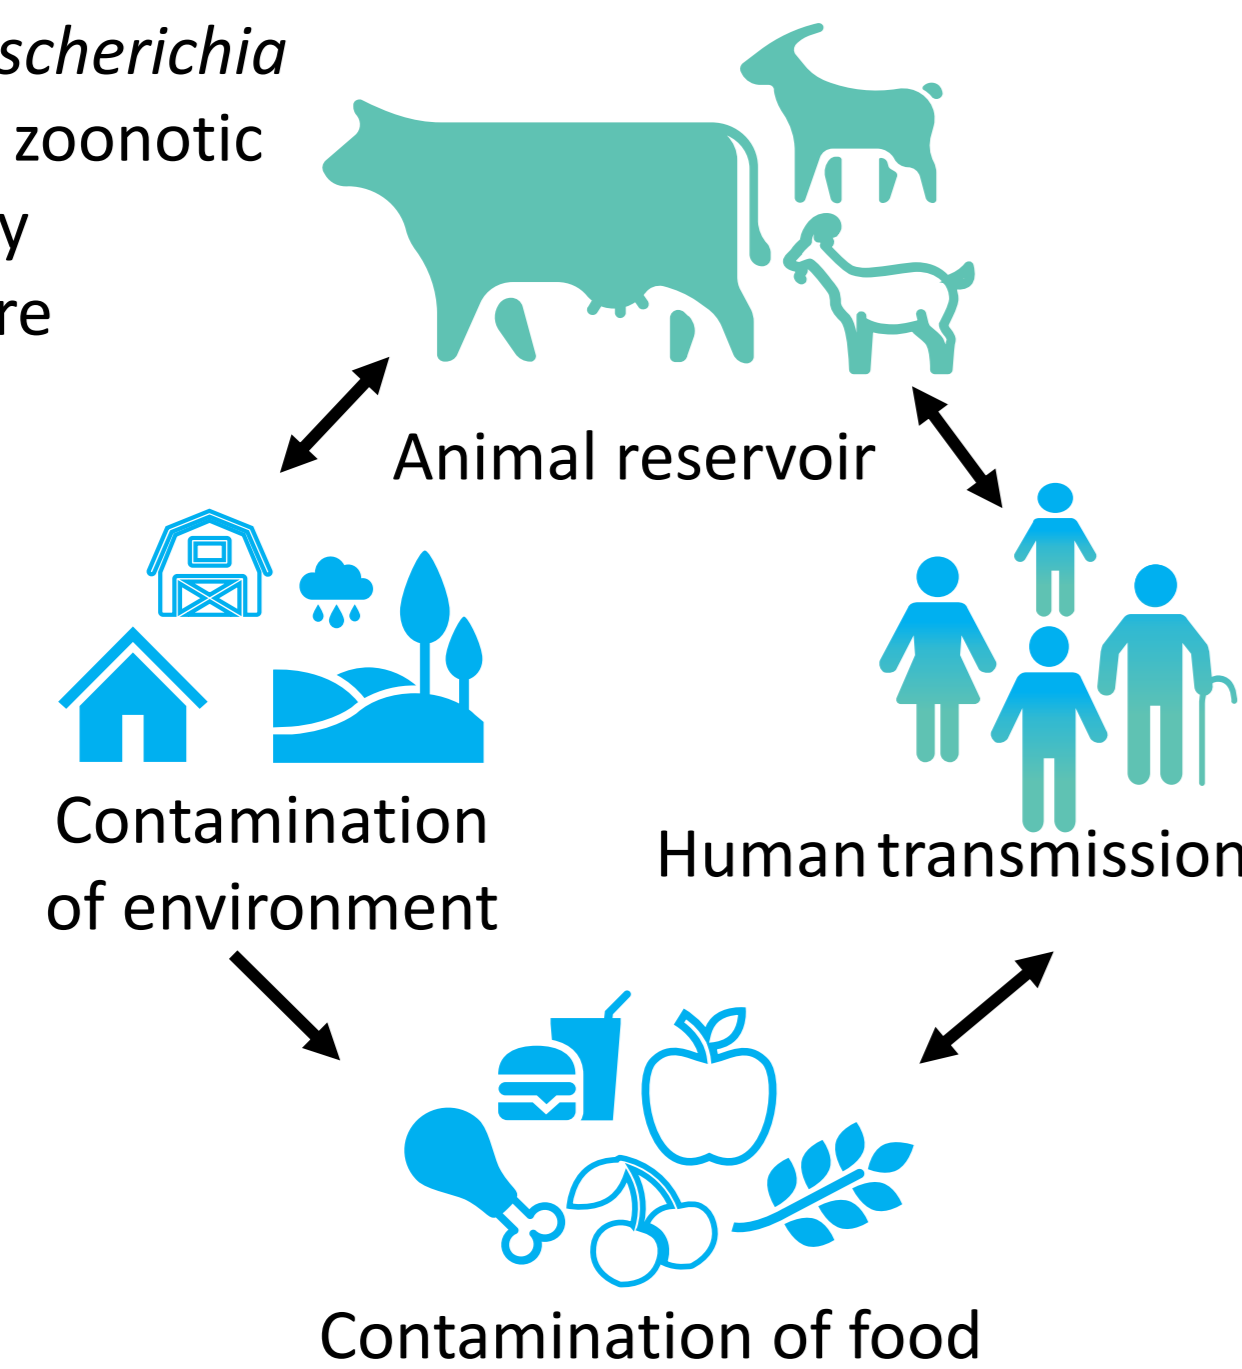 scherichia
zoonotic
y
re
Animal reservoir
Contamination
of environment
Human transmission
Contamination of food